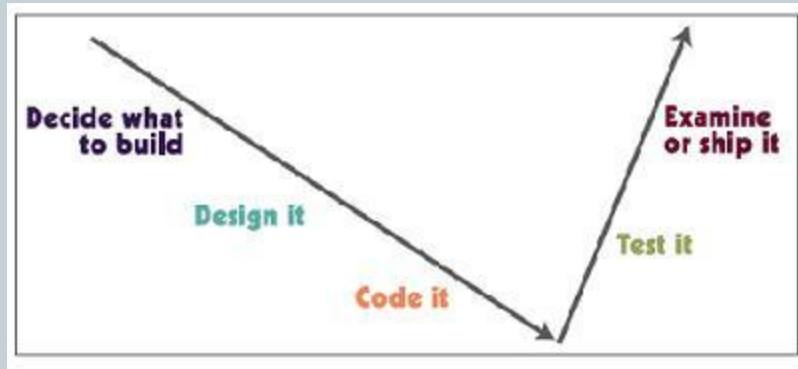 Decide what
to build
Design it
Code it
Test it
Examine
or ship it